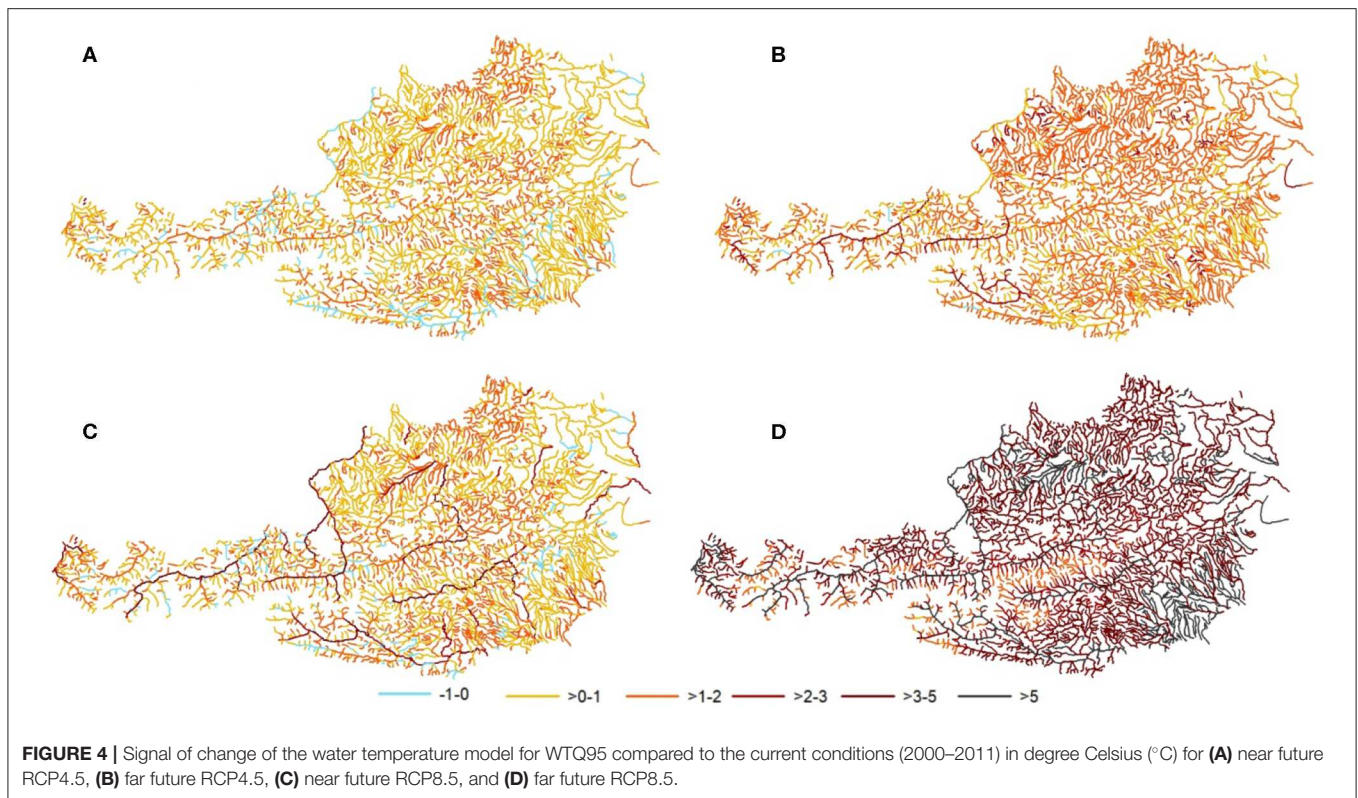 A
B
C
D
-1-0 >0-1 >1-2 >2-3 >3-5 >5
FIGURE 4 | Signal of change of the water temperature model for WTQ95 compared to the current conditions (2000–2011) in degree Celsius (°C) for (A) near future
RCP4.5, (B) far future RCP4.5, (C) near future RCP8.5, and (D) far future RCP8.5.